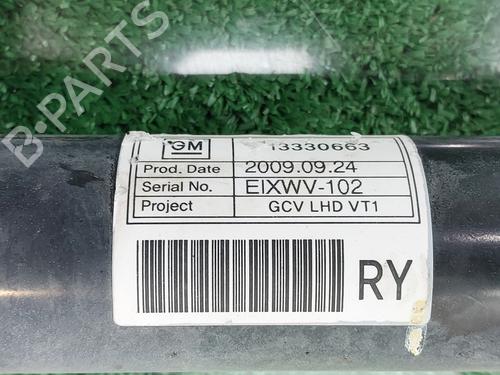 B-PARTS
GM 13330663
Prod. Date 2009.09.24
Serial No. EIXWV-102
Project GCV LHD VT1
RY